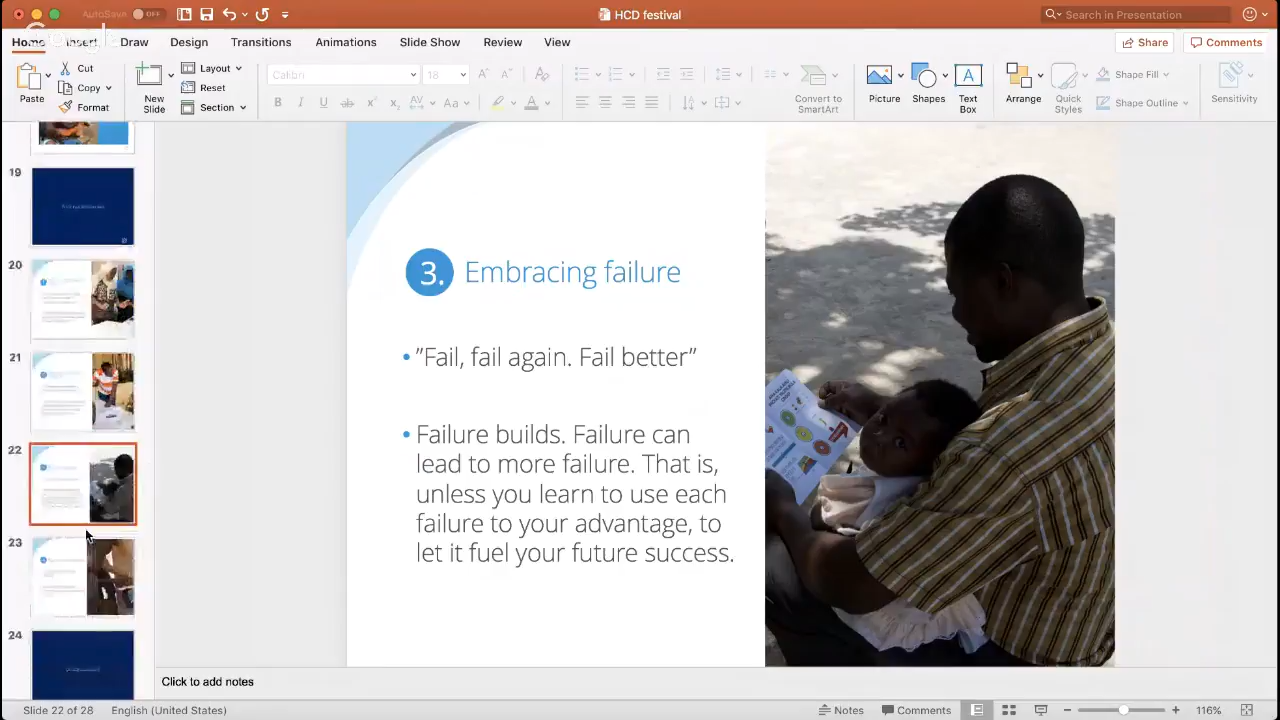 AutoSave OFF
HCD festival
Search in Presentation
Home Insert Draw Design Transitions Animations Slide Show Review View
Share Comments
Paste
Cut
Copy
Format
New Slide
Layout
Reset
Section
Calibri 18
Convert to SmartArt
Picture
Shapes
Text Box
Arrange
Quick Styles
Shape Fill
Shape Outline
Sensitivity
19
20
21
22
23
24
3. Embracing failure
• ”Fail, fail again. Fail better”
• Failure builds. Failure can
lead to more failure. That is,
unless you learn to use each
failure to your advantage, to
let it fuel your future success.
Click to add notes
Slide 22 of 28 English (United States)
Notes Comments 116%